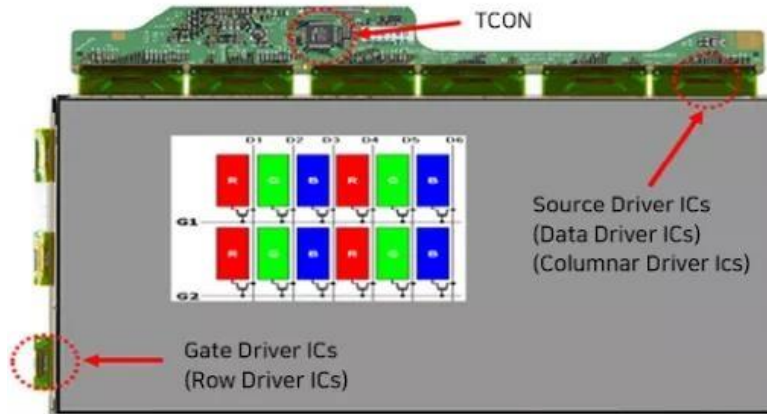 TCON
D1 D2 D3 D4 D5 D6
R G B R G B
G1
R G B R G B
G2
Source Driver ICs
(Data Driver ICs)
(Columnar Driver Ics)
Gate Driver ICs
(Row Driver ICs)